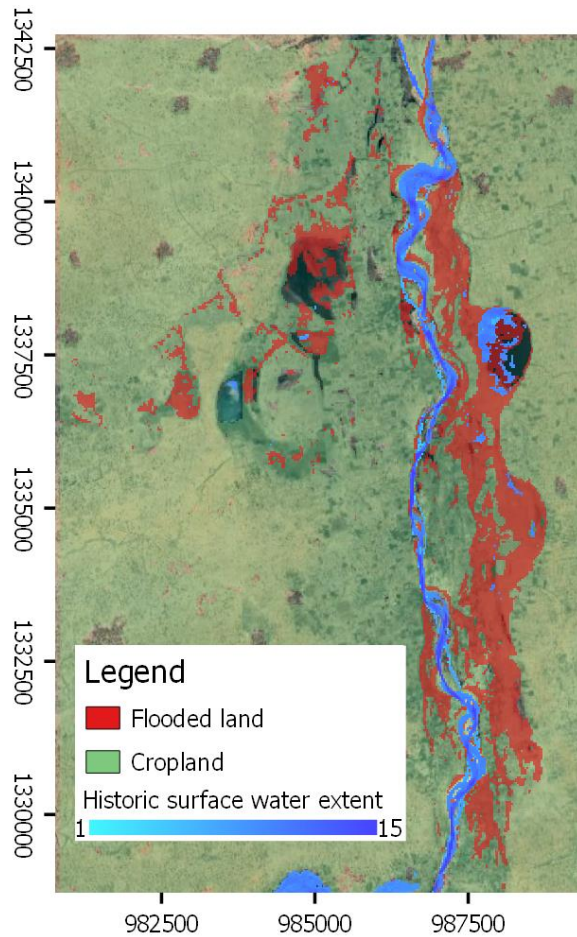 1342500
1340000
1337500
1335000
1332500
1330000
Legend
Flooded land
Cropland
Historic surface water extent
1 15
982500 985000 987500